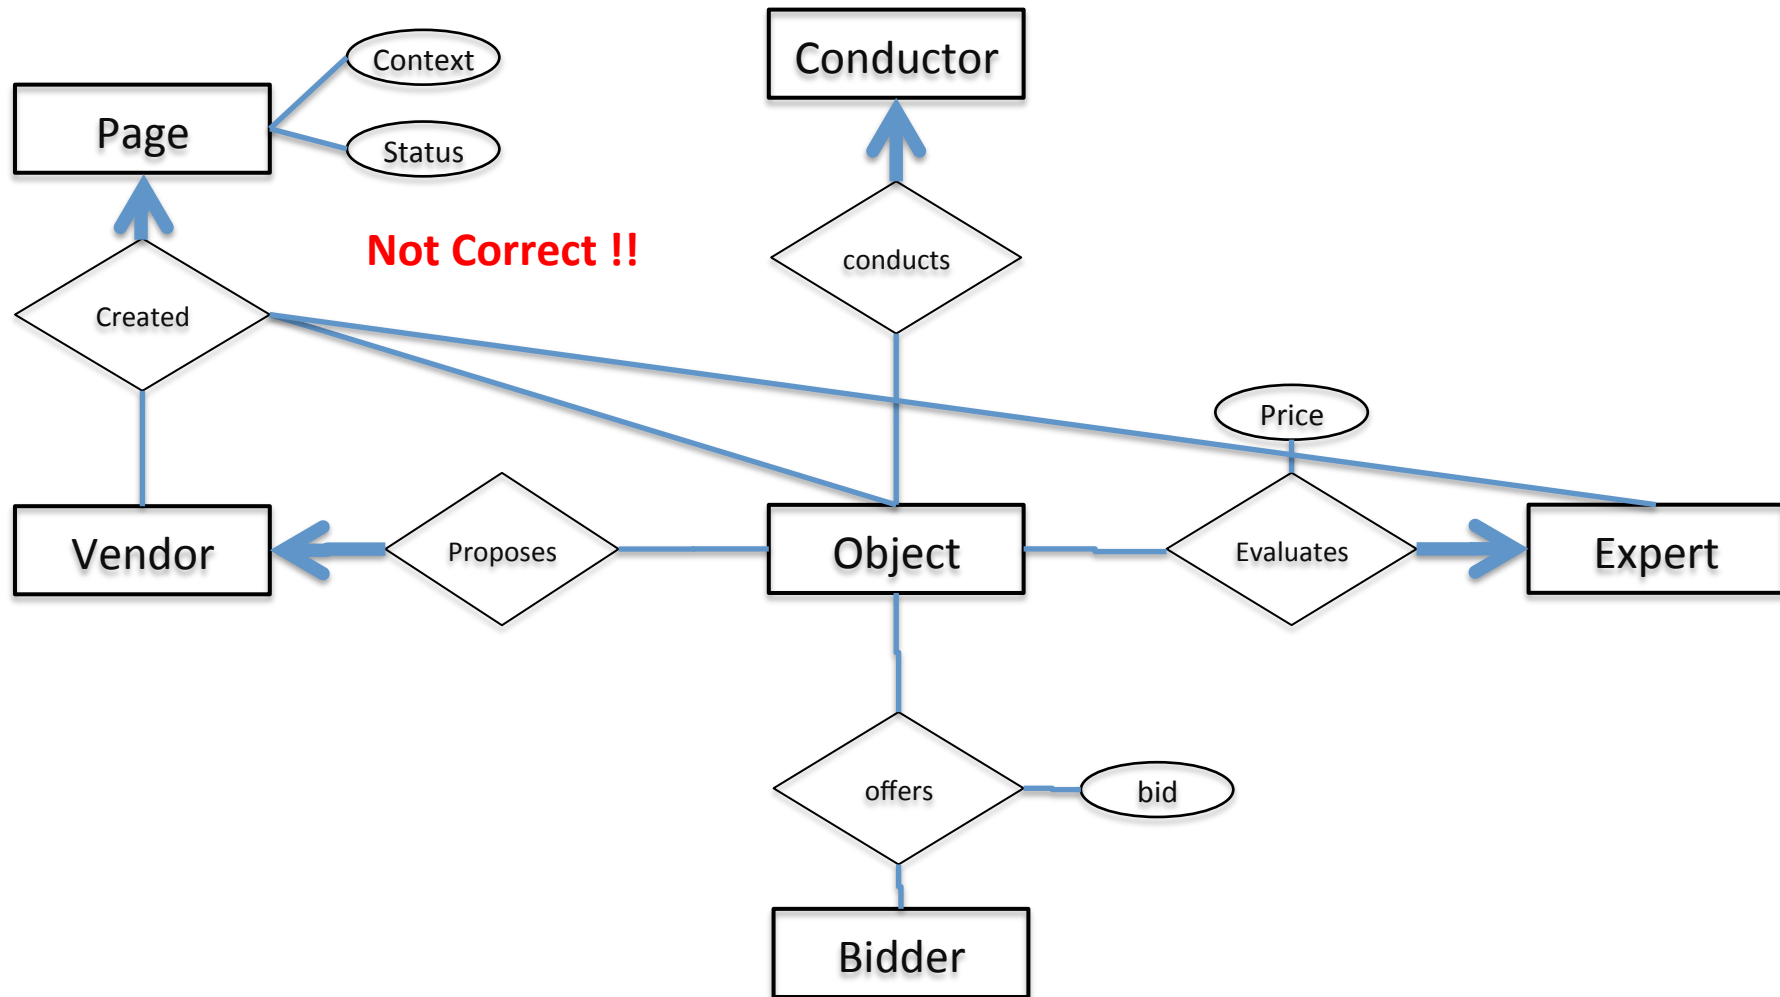 Context
Conductor
Page
Status
Not Correct !!
conducts
Created
Price
Vendor
Proposes
Object
Evaluates
Expert
offers
bid
Bidder